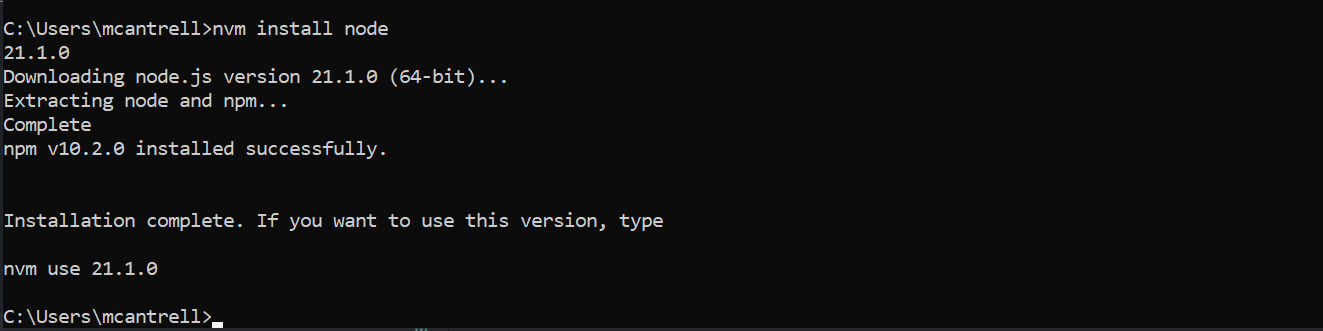 C:\Users\mcantrell>nvm install node
21.1.0
Downloading node.js version 21.1.0 (64-bit)...
Extracting node and npm...
Complete
npm v10.2.0 installed successfully.
Installation complete. If you want to use this version, type
nvm use 21.1.0
C:\Users\mcantrell>